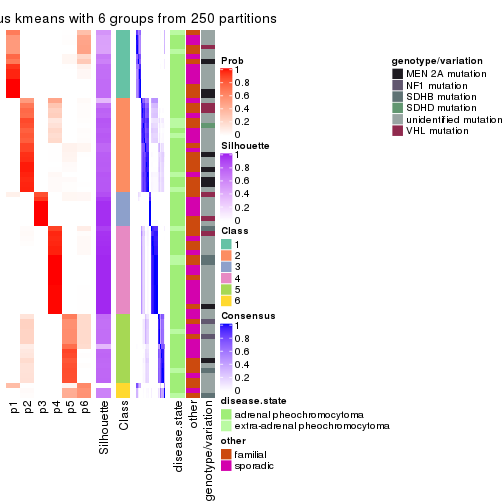 us kmeans with 6 groups from 250 partitions
Prob
1
0.8
0.6
0.4
0.2
0
Silhouette
1
0.8
0.6
0.4
0.2
0
Class
1
2
3
4
5
6
Consensus
1
0.8
0.6
0.4
0.2
0
disease.state
adrenal pheochromocytoma
extra-adrenal pheochromocytoma
other
familial
sporadic
genotype/variation
MEN 2A mutation
NF1 mutation
SDHB mutation
SDHD mutation
unidentified mutation
VHL mutation
p1
p2
p3
p4
p5
p6
Silhouette
Class
disease.state
other
genotype/variation